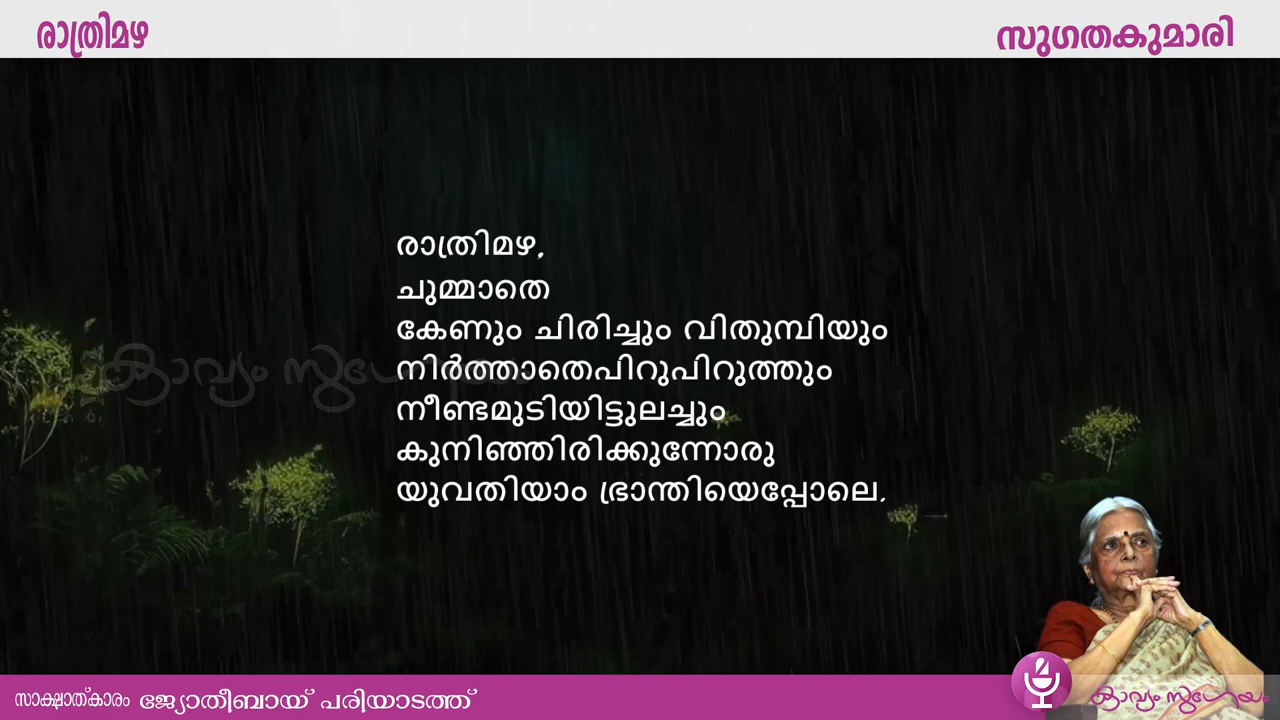 രാത്രിമഴ
സുഗതകുമാരി
രാത്രിമഴ,
ചുമ്മാതെ
കേണും ചിരിച്ചും വിതുമ്പിയും
നിർത്താതെപിറുപിറുത്തും
നീണ്ടമുടിയിട്ടുലച്ചും
കുനിഞ്ഞിരിക്കുന്നോരു
യുവതിയാം ഭ്രാന്തിയെപ്പോലെ.
കാവ്യം സുഗേയം
സാക്ഷാത്കാരം ജ്യോതീബായ് പരിയാടത്ത്
കാവ്യം സുഗേയം